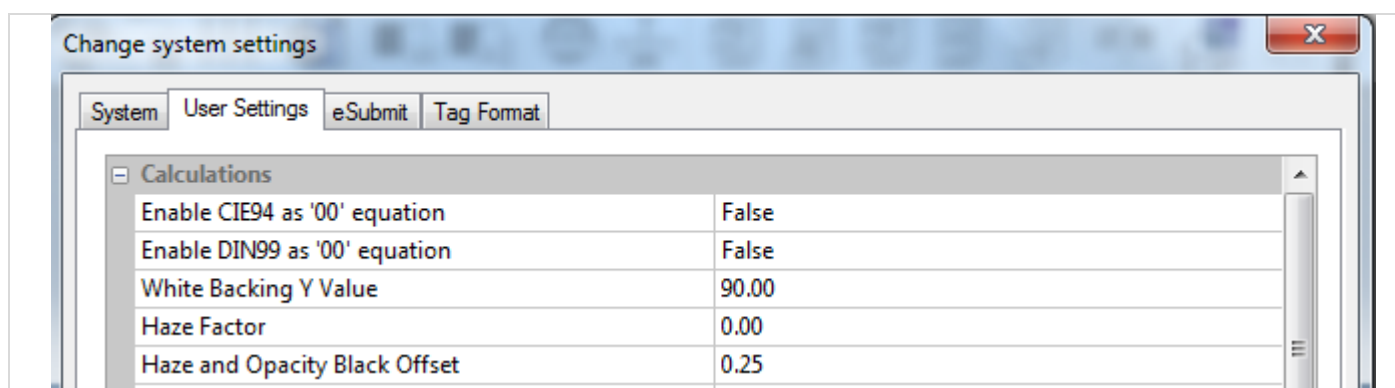 Change system settings
System User Settings eSubmit Tag Format
Calculations
Enable CIE94 as '00' equation False
Enable DIN99 as '00' equation False
White Backing Y Value 90.00
Haze Factor 0.00
Haze and Opacity Black Offset 0.25